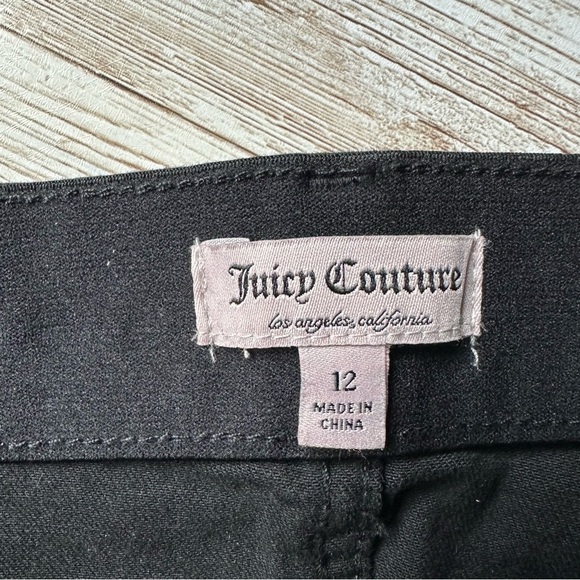 Juicy Couture
los angeles, california
12
MADE IN
CHINA